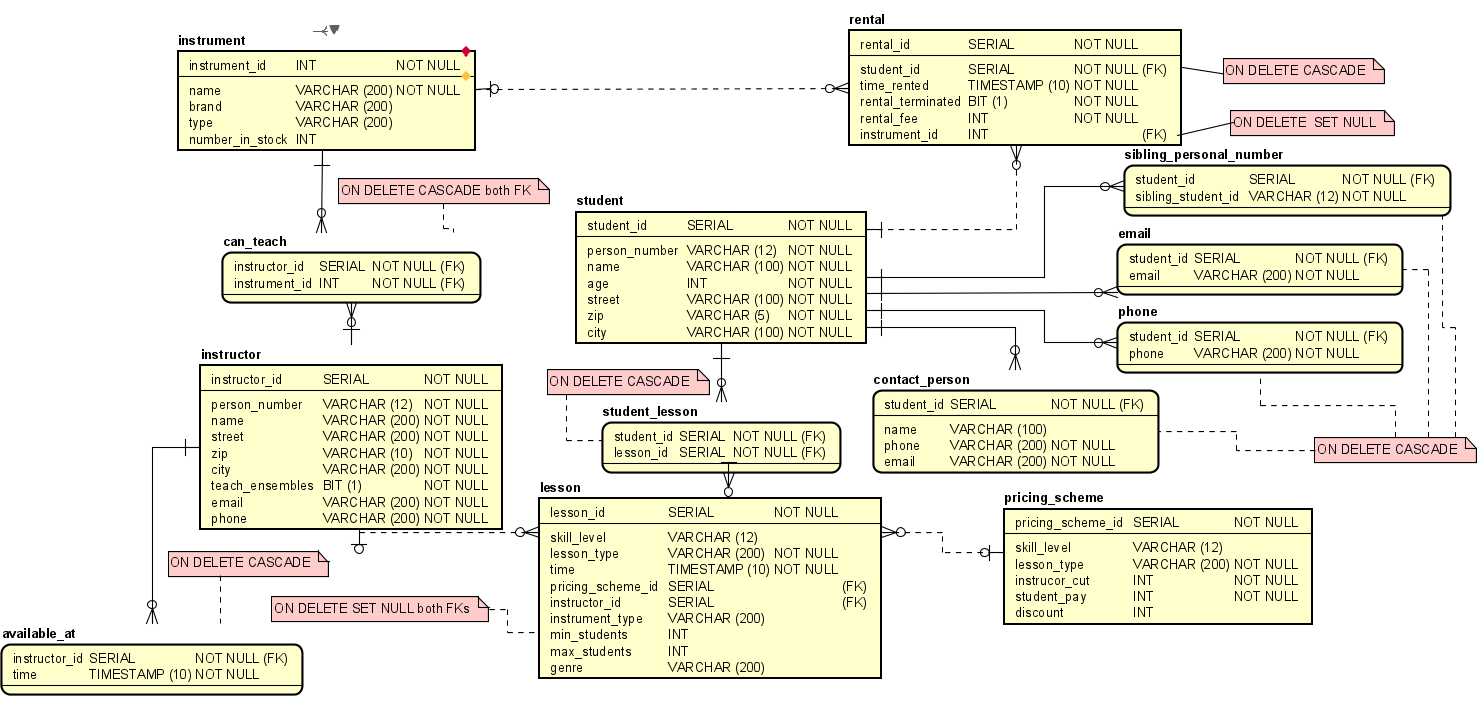 instrument
instrument_id INT NOT NULL
name VARCHAR (200) NOT NULL
brand VARCHAR (200)
type VARCHAR (200)
number_in_stock INT
rental
rental_id SERIAL NOT NULL
student_id SERIAL NOT NULL (FK)
time_rented TIMESTAMP (10) NOT NULL
rental_terminated BIT (1) NOT NULL
rental_fee INT NOT NULL
instrument_id INT (FK)
ON DELETE CASCADE
ON DELETE SET NULL
sibling_personal_number
student_id SERIAL NOT NULL (FK)
sibling_student_id VARCHAR (12) NOT NULL
ON DELETE CASCADE both FK
student
student_id SERIAL NOT NULL
person_number VARCHAR (12) NOT NULL
name VARCHAR (100) NOT NULL
age INT NOT NULL
street VARCHAR (100) NOT NULL
zip VARCHAR (5) NOT NULL
city VARCHAR (100) NOT NULL
can_teach
instructor_id SERIAL NOT NULL (FK)
instrument_id INT NOT NULL (FK)
email
student_id SERIAL NOT NULL (FK)
email VARCHAR (200) NOT NULL
phone
student_id SERIAL NOT NULL (FK)
phone VARCHAR (200) NOT NULL
instructor
instructor_id SERIAL NOT NULL
person_number VARCHAR (12) NOT NULL
name VARCHAR (200) NOT NULL
street VARCHAR (200) NOT NULL
zip VARCHAR (10) NOT NULL
city VARCHAR (200) NOT NULL
teach_ensembles BIT (1) NOT NULL
email VARCHAR (200) NOT NULL
phone VARCHAR (200) NOT NULL
ON DELETE CASCADE
student_lesson
student_id SERIAL NOT NULL (FK)
lesson_id SERIAL NOT NULL (FK)
contact_person
student_id SERIAL NOT NULL (FK)
name VARCHAR (100)
phone VARCHAR (200) NOT NULL
email VARCHAR (200) NOT NULL
ON DELETE CASCADE
lesson
lesson_id SERIAL NOT NULL
skill_level VARCHAR (12)
lesson_type VARCHAR (200) NOT NULL
time TIMESTAMP (10) NOT NULL
pricing_scheme_id SERIAL (FK)
instructor_id SERIAL (FK)
instrument_type VARCHAR (200)
min_students INT
max_students INT
genre VARCHAR (200)
pricing_scheme
pricing_scheme_id SERIAL NOT NULL
skill_level VARCHAR (12)
lesson_type VARCHAR (200) NOT NULL
instrucor_cut INT NOT NULL
student_pay INT NOT NULL
discount INT
ON DELETE CASCADE
ON DELETE SET NULL both FKs
available_at
instructor_id SERIAL NOT NULL (FK)
time TIMESTAMP (10) NOT NULL